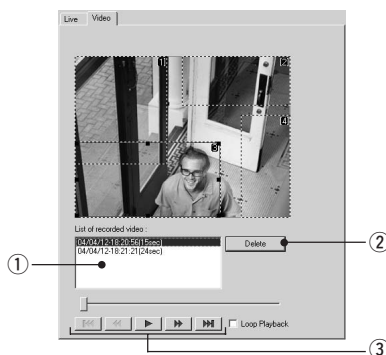 Live Video
1 2
4
3
List of recorded video :
04/04/12-18:20:56(15sec)
04/04/12-18:21:21(24sec)
Delete
Loop Playback
①
②
③